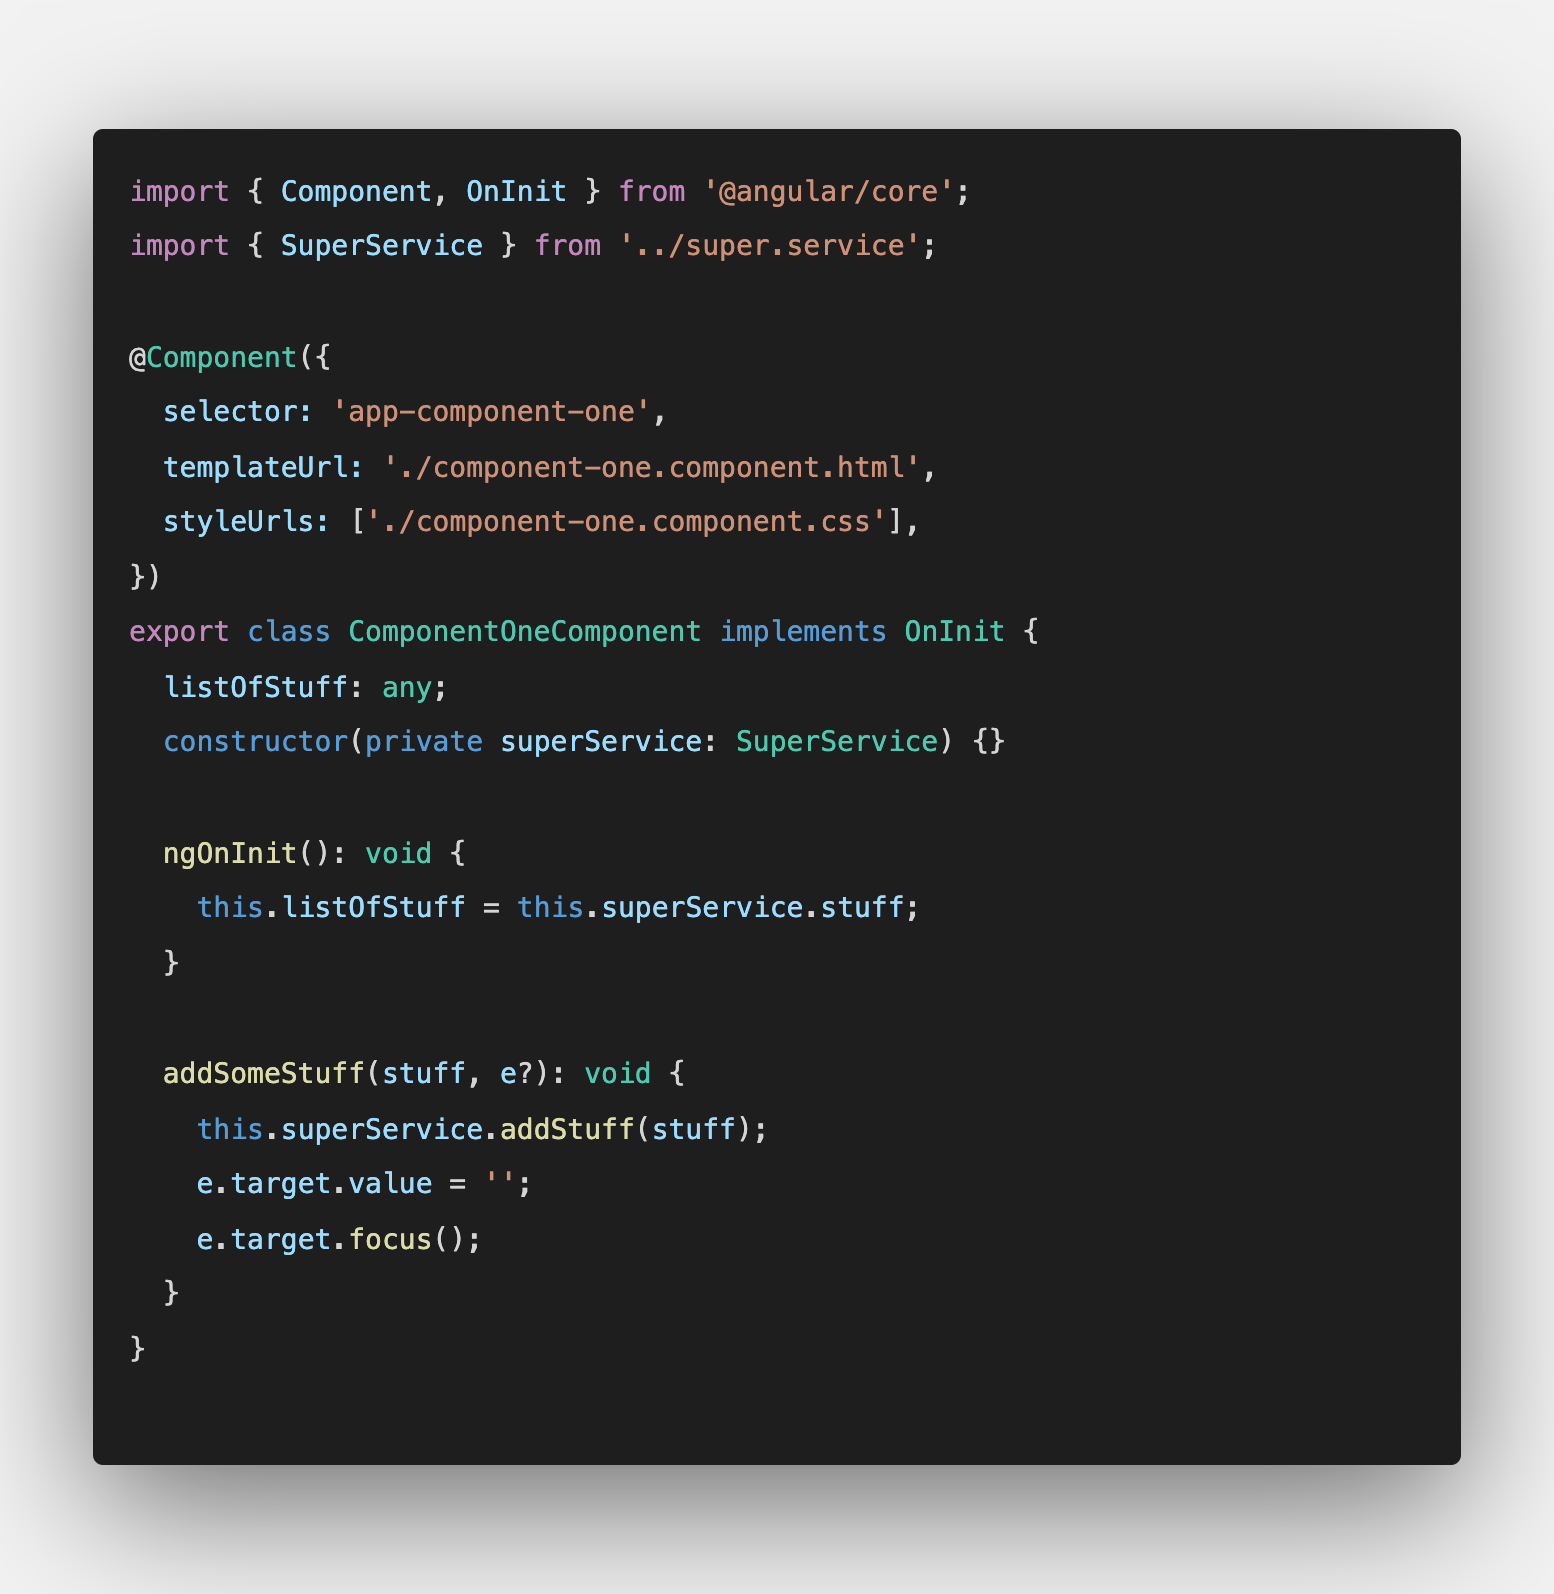 import { Component, OnInit } from '@angular/core';
import { SuperService } from '../super.service';

@Component({
  selector: 'app-component-one',
  templateUrl: './component-one.component.html',
  styleUrls: ['./component-one.component.css'],
})
export class ComponentOneComponent implements OnInit {
  listOfStuff: any;
  constructor(private superService: SuperService) {}

  ngOnInit(): void {
    this.listOfStuff = this.superService.stuff;
  }

  addSomeStuff(stuff, e?): void {
    this.superService.addStuff(stuff);
    e.target.value = '';
    e.target.focus();
  }
}